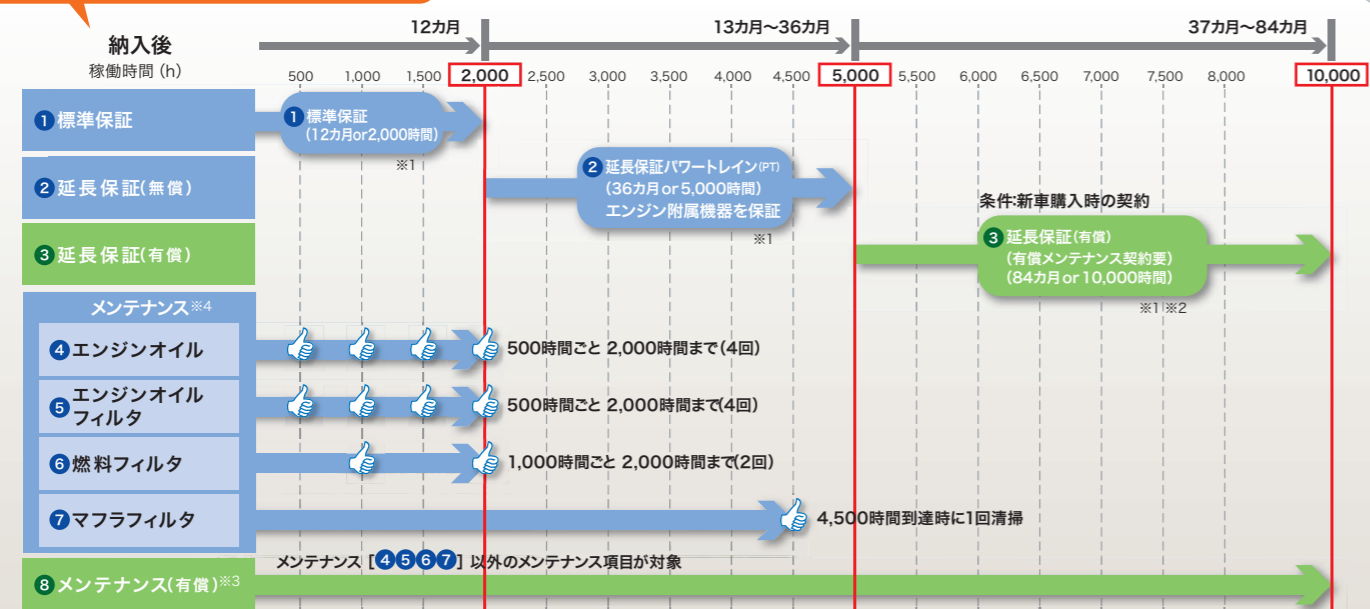 12カ月
13カ月〜36カ月
37カ月〜84カ月
納入後
稼働時間 (h)
500 1,000 1,500 2,000 2,500 3,000 3,500 4,000 4,500 5,000 5,500 6,000 6,500 7,000 7,500 8,000 10,000
❶標準保証
❶標準保証
(12カ月or2,000時間)
※1
❷延長保証(無償)
❷延長保証パワートレイン(PT)
(36カ月or5,000時間)
エンジン附属機器を保証
※1
条件:新車購入時の契約
❸延長保証(有償)
❸延長保証(有償)
(有償メンテナンス契約要)
(84カ月or10,000時間)
※1 ※2
メンテナンス※4
❹エンジンオイル
500時間ごと 2,000時間まで(4回)
❺エンジンオイル
フィルタ
500時間ごと 2,000時間まで(4回)
❻燃料フィルタ
1,000時間ごと 2,000時間まで(2回)
❼マフラフィルタ
4,500時間到達時に1回清掃
メンテナンス [❹❺❻❼] 以外のメンテナンス項目が対象
❽メンテナンス(有償)※3